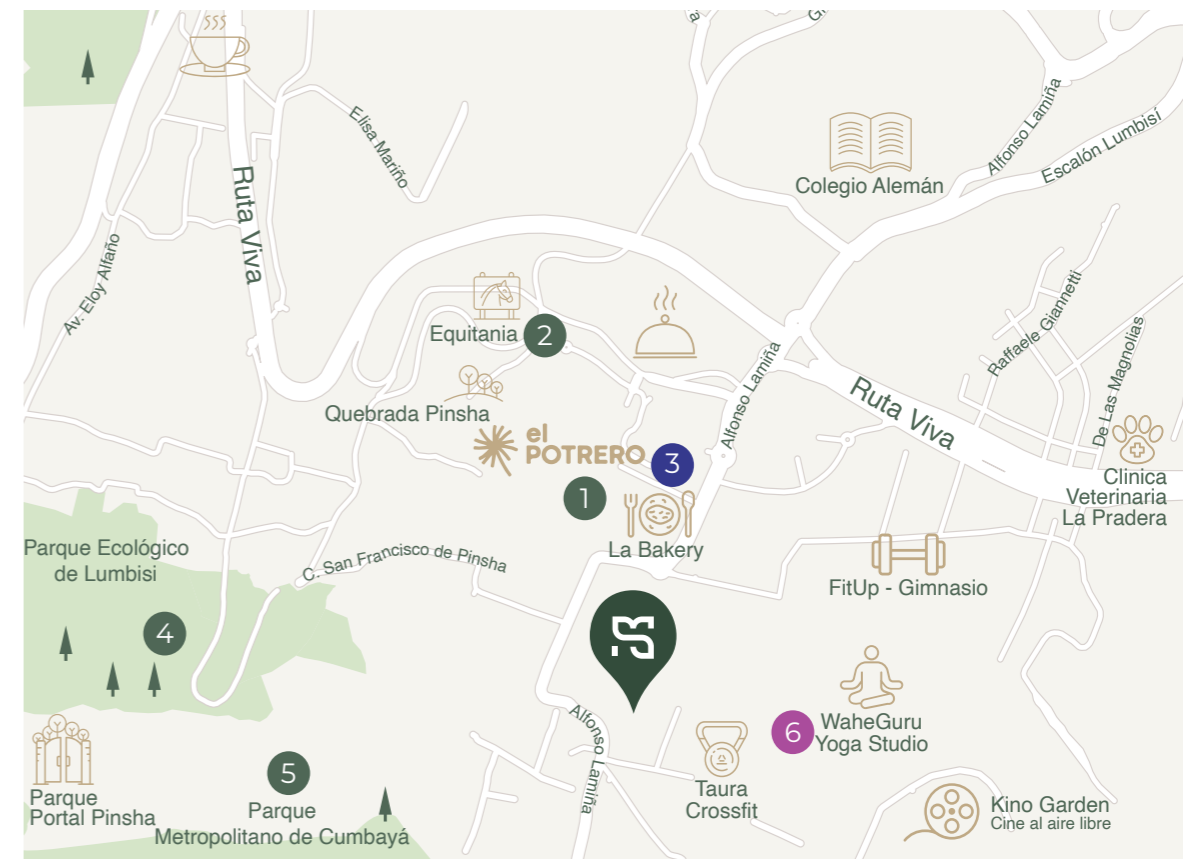 Elisa Mariño
Alfonso Lamiña
Escalón Lumbisí
Colegio Alemán
Ruta Viva
Av. Eloy Alfaño
Equitania
2
Raffaele Giannetti
De Las Magnolias
Alfonso Lamiña
Ruta Viva
Quebrada Pinsha
el
POTRERO
3
1
Clinica
Veterinaria
La Pradera
La Bakery
Parque Ecológico
de Lumbisi
C. San Francisco de Pinsha
FitUp - Gimnasio
4
Alfonso Lamiña
6
WaheGuru
Yoga Studio
5
Parque
Portal Pinsha
Parque
Metropolitano de Cumbayá
Taura
Crossfit
Kino Garden
Cine al aire libre